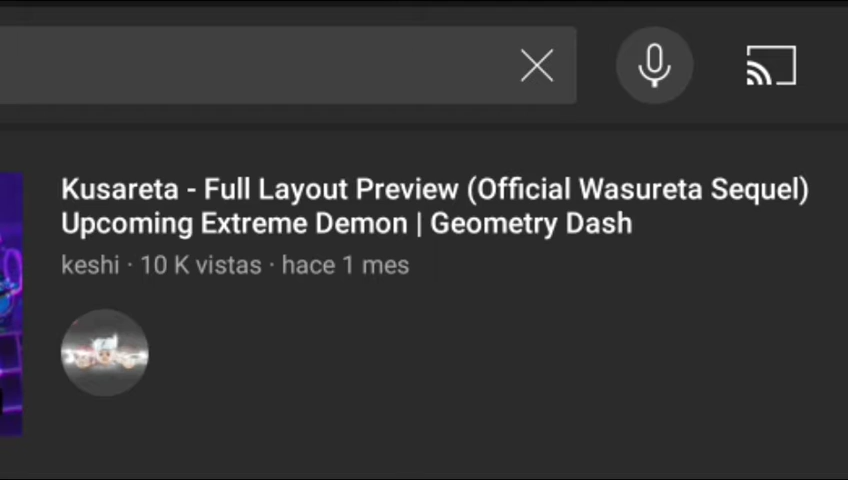 Kusareta - Full Layout Preview (Official Wasureta Sequel)
Upcoming Extreme Demon | Geometry Dash
keshi · 10 K vistas · hace 1 mes